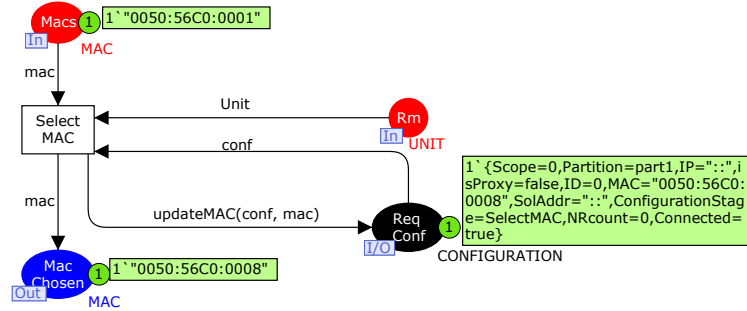 Macs
1
1`"0050:56C0:0001"
In
MAC
mac
Unit
Select
MAC
Rm
In
UNIT
conf
1`{Scope=0,Partition=part1,IP="::",i
sProxy=false,ID=0,MAC="0050:56C0:
0008",SolAddr="::",ConfigurationStag
e=SelectMAC,NRcount=0,Connected=
true}
mac
updateMAC(conf, mac)
Req
Conf
1
I/O
CONFIGURATION
Mac
Chosen
1
1`"0050:56C0:0008"
Out
MAC